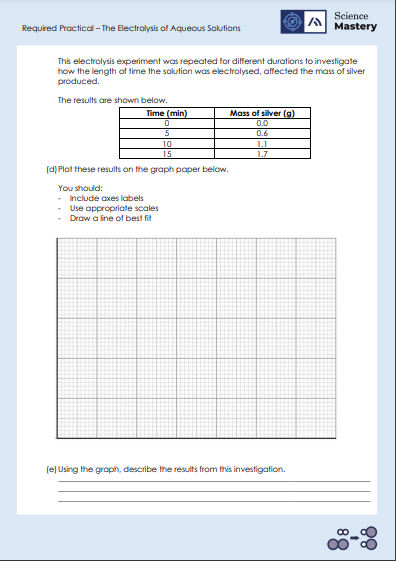 Required Practical – The Electrolysis of Aqueous Solutions
Science
Mastery
This electrolysis experiment was repeated for different durations to investigate
how the length of time the solution was electrolysed, affected the mass of silver
produced.
The results are shown below.
Time (min) Mass of silver (g)
0 0.0
5 0.6
10 1.1
15 1.7
(d) Plot these results on the graph paper below.
You should:
- Include axes labels
- Use appropriate scales
- Draw a line of best fit
(e) Using the graph, describe the results from this investigation.